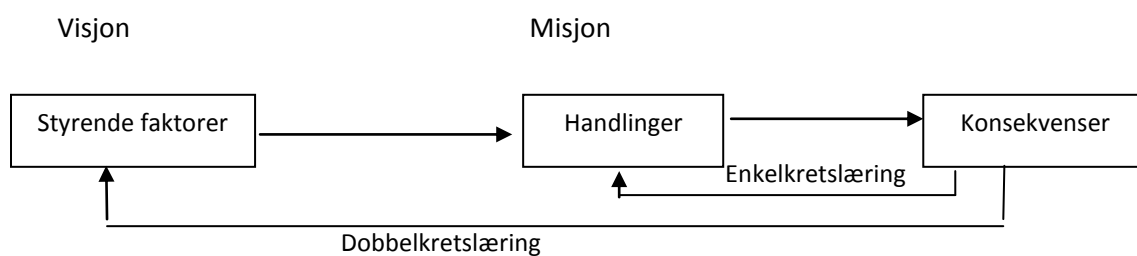 Visjon
Misjon
Styrende faktorer
Handlinger
Konsekvenser
Enkelkretslæring
Dobbelkretslæring